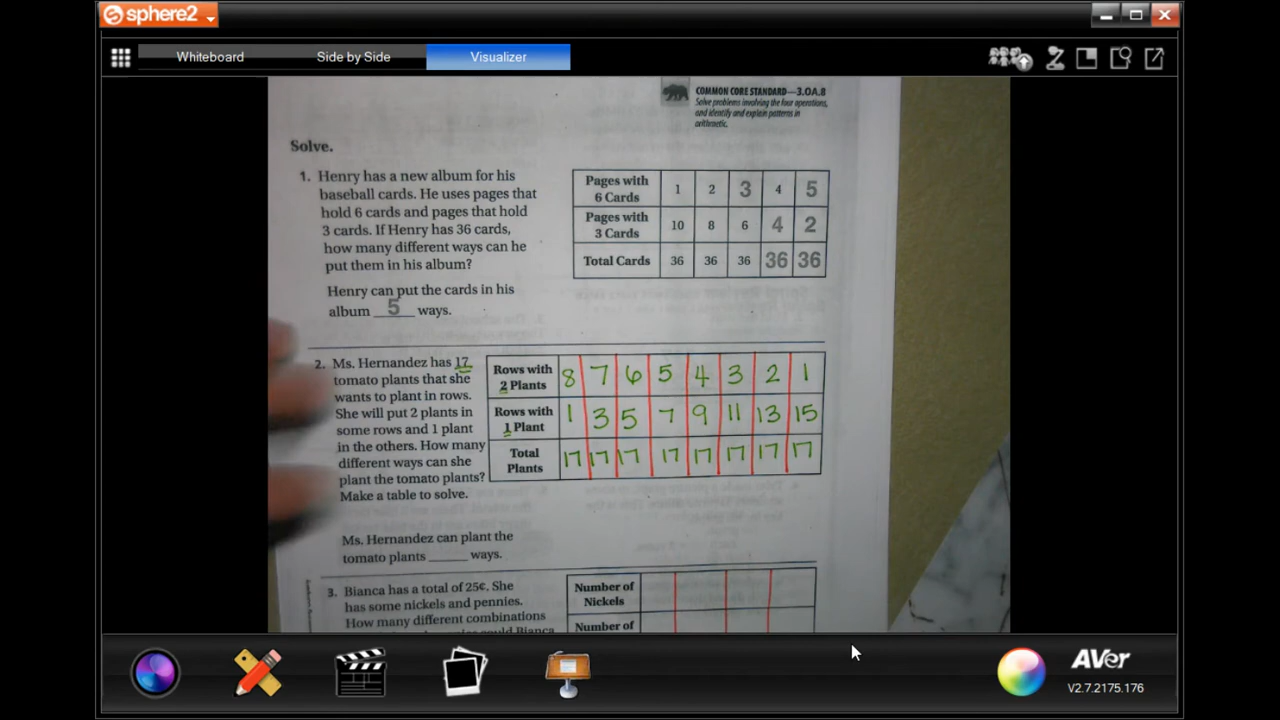 sphere2
Whiteboard Side by Side Visualizer
COMMON CORE STANDARD—3.OA.8
Solve problems involving the four operations,
and identify and explain patterns in
arithmetic.
Solve.
1. Henry has a new album for his
baseball cards. He uses pages that
hold 6 cards and pages that hold
3 cards. If Henry has 36 cards,
how many different ways can he
put them in his album?
Henry can put the cards in his
album 5 ways.
Pages with
6 Cards 1 2 3 4 5
Pages with
3 Cards 10 8 6 4 2
Total Cards 36 36 36 36 36
2. Ms. Hernandez has 17
tomato plants that she
wants to plant in rows.
She will put 2 plants in
some rows and 1 plant
in the others. How many
different ways can she
plant the tomato plants?
Make a table to solve.
Rows with
2 Plants 8 7 6 5 4 3 2 1
Rows with
1 Plant 1 3 5 7 9 11 13 15
Total
Plants 17 17 17 17 17 17 17 17
Ms. Hernandez can plant the
tomato plants ____ ways.
3. Bianca has a total of 25¢. She
has some nickels and pennies.
How many different combinations
could Bianca
Number of
Nickels
Number of
AVer
V2.7.2175.176